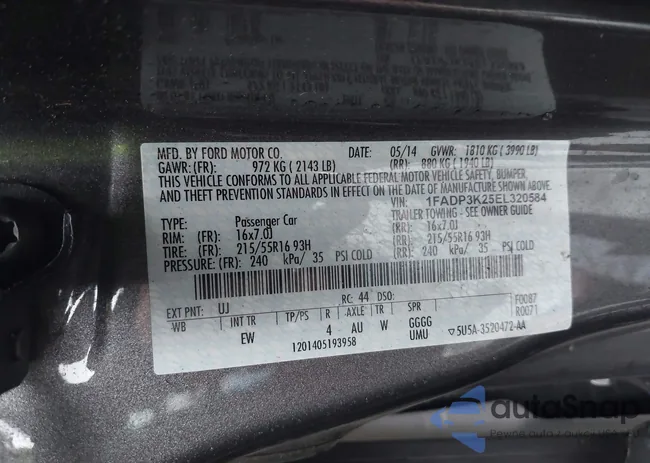 MFD. BY FORD MOTOR CO. DATE: 05/14 GVWR: 1810 KG (3990 LB)
GAWR: (FR): 972 KG (2143 LB) (RR): 880 KG (1940 LB)
THIS VEHICLE CONFORMS TO ALL APPLICABLE FEDERAL MOTOR VEHICLE SAFETY, BUMPER,
AND THEFT PREVENTION STANDARDS IN EFFECT ON THE DATE OF MANUFACTURE SHOWN ABOVE.
VIN: 1FADP3K25EL320584
TYPE: Passenger Car TRAILER TOWING - SEE OWNER GUIDE
RIM: (FR): 16x7.0J (RR): 16x7.0J
TIRE: (FR): 215/55R16 93H (RR): 215/55R16 93H
PRESSURE: (FR): 240 kPa/ 35 PSI COLD (RR): 240 kPa/ 35 PSI COLD
EXT PNT: UJ RC: 44 DSO: F0087
WB INT TR TP/PS R AXLE TR SPR R0071
EW 4 AU W GGGG
UMU
1201405193958 5U5A-3520472-AA
autoSnap